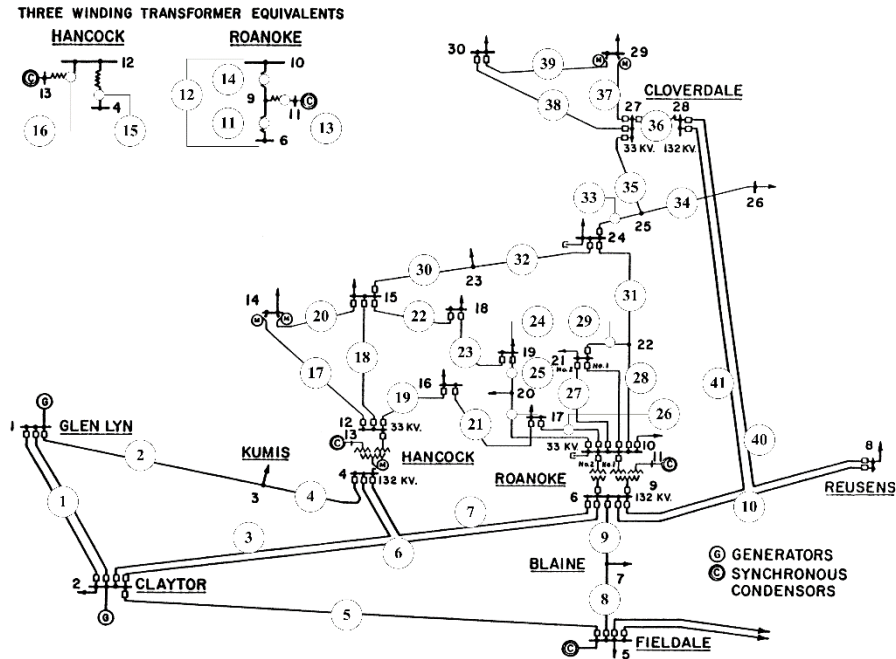 THREE WINDING TRANSFORMER EQUIVALENTS
HANCOCK
ROANOKE
12
C
13
4
16
15
10
14
12
9
C
11
11
13
6
30
29
39
M
M
38
37
CLOVERDALE
27
28
36
33 KV.
132 KV.
35
33
34
25
26
24
30
32
23
31
14
M
M
20
15
22
18
24
29
17
18
23
19
21
22
No.2
No.1
25
28
41
19
16
20
27
26
12
33 KV.
21
17
G
13
C
HANCOCK
M
33 KV.
10
40
1
GLEN LYN
KUMIS
ROANOKE
No.2
No.1
11
C
8
2
4
132 KV.
9
REUSENS
3
4
6
132 KV.
10
1
7
3
6
9
BLAINE
7
G GENERATORS
C SYNCHRONOUS
CONDENSORS
2
CLAYTOR
G
5
8
C
5
FIELDALE